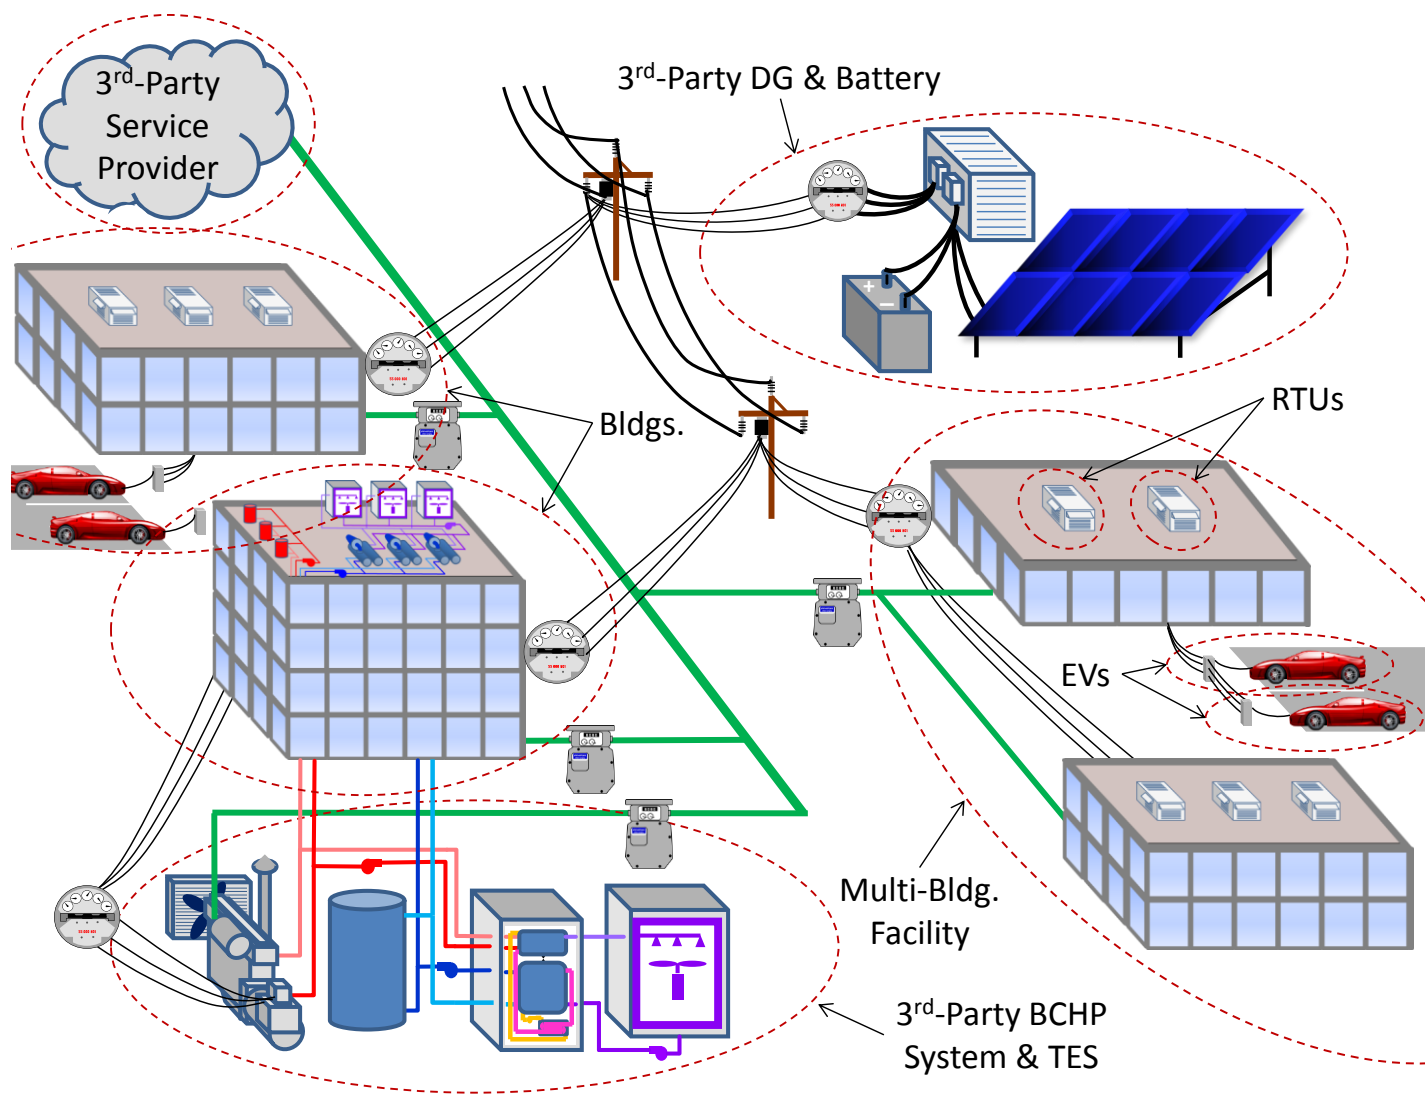 3rd-Party
Service
Provider
3rd-Party DG & Battery
+
–
Bldgs.
RTUs
EVs
Multi-Bldg.
Facility
3rd-Party BCHP
System & TES